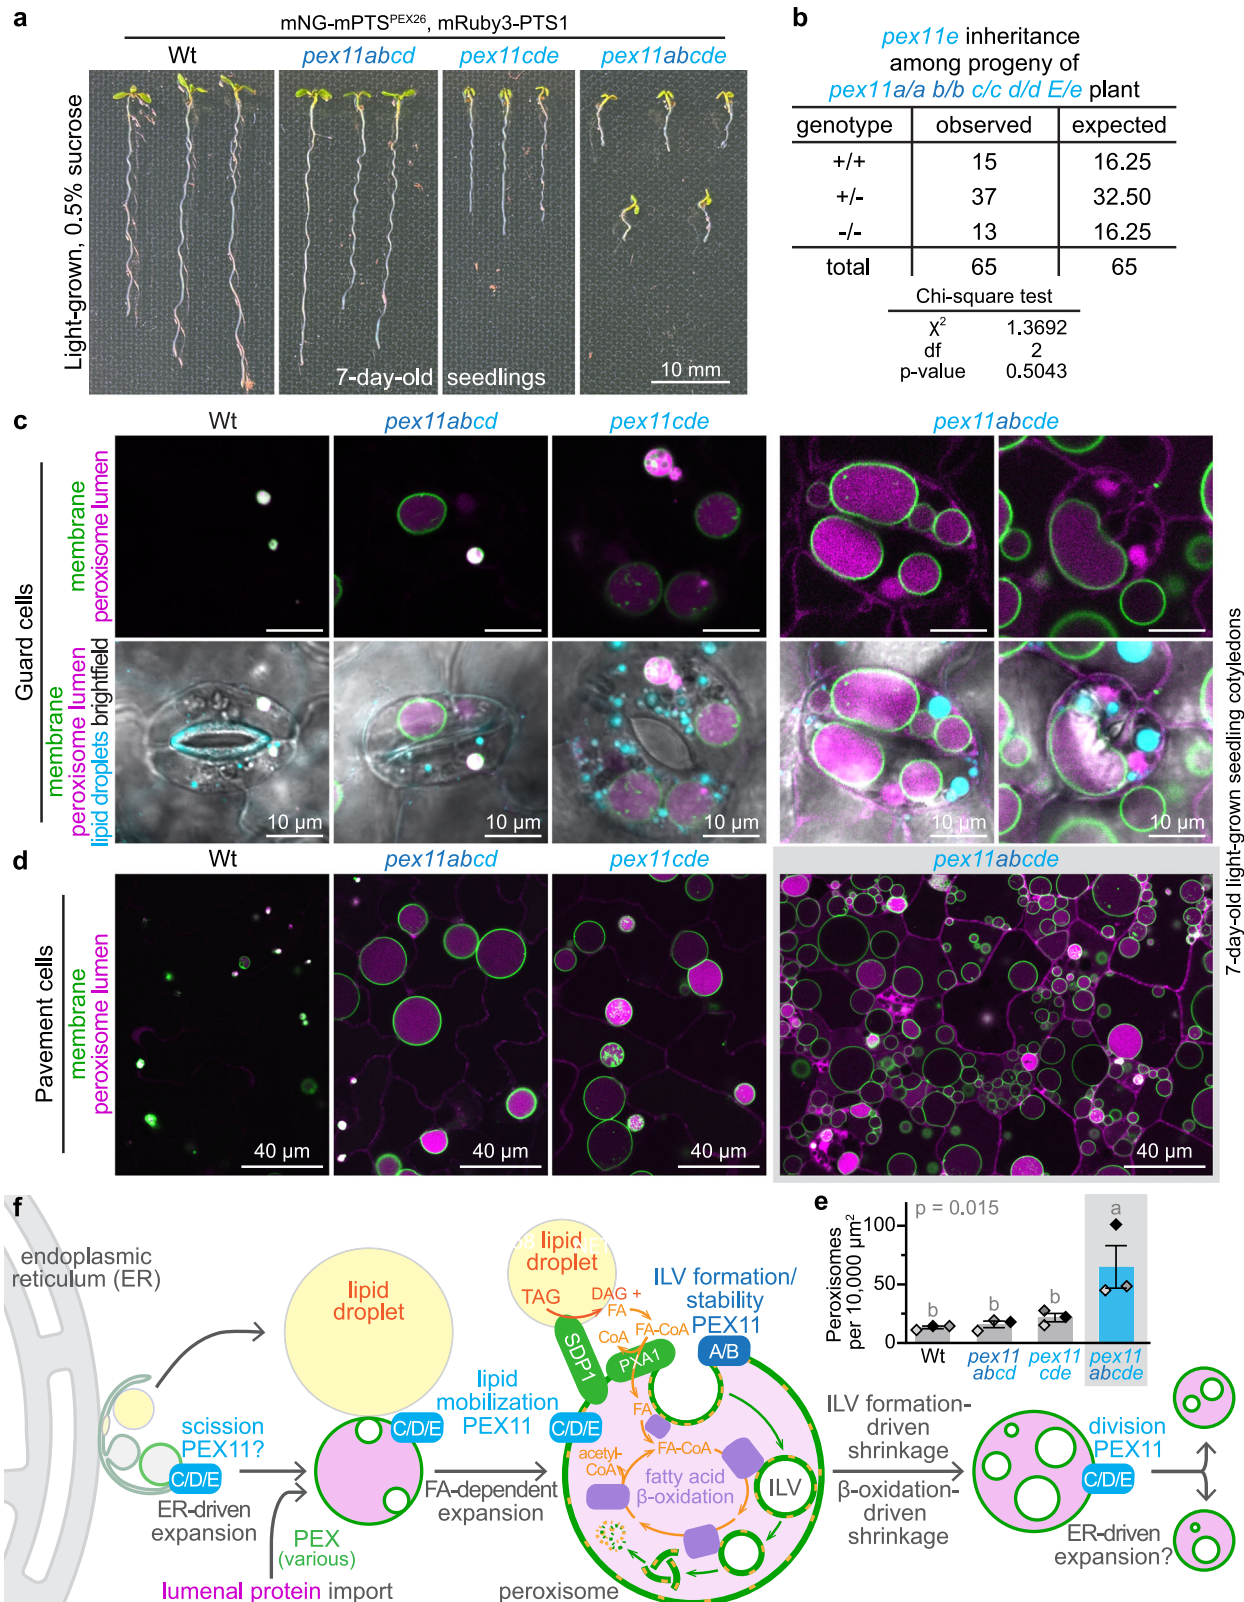 a
mNG-mPTS^PEX26, mRuby3-PTS1
Wt pex11abcd pex11cde pex11abcde
Light-grown, 0.5% sucrose
7-day-old seedlings
10 mm
b
pex11e inheritance
among progeny of
pex11a/a b/b c/c d/d E/e plant
genotype observed expected
+/+ 15 16.25
+/- 37 32.50
-/- 13 16.25
total 65 65
Chi-square test
χ² 1.3692
df 2
p-value 0.5043
c
Wt pex11abcd pex11cde pex11abcde
Guard cells
membrane
peroxisome lumen
membrane
peroxisome lumen
lipid droplets brightfield
10 µm 10 µm 10 µm 10 µm 10 µm
7-day-old light-grown seedling cotyledons
d
Wt pex11abcd pex11cde pex11abcde
Pavement cells
membrane
peroxisome lumen
40 µm 40 µm 40 µm 40 µm
e
Peroxisomes
per 10,000 µm²
p = 0.015
100
50
0
b b b a
Wt pex11 abcd pex11 cde pex11 abcde
f
endoplasmic
reticulum (ER)
lipid
droplet
scission
PEX11?
C/D/E
ER-driven
expansion
PEX
(various)
lumenal protein import
C/D/E
lipid
mobilization
PEX11
FA-dependent
expansion
C/D/E
lipid
droplet
TAG
DAG +
FA
SDP1
CoA
FA-CoA
PXA1
ILV formation/
stability
PEX11
A/B
FA
FA-CoA
acetyl-
CoA
fatty acid
β-oxidation
ILV
peroxisome
ILV formation-
driven
shrinkage
β-oxidation-
driven
shrinkage
division
PEX11
C/D/E
ER-driven
expansion?